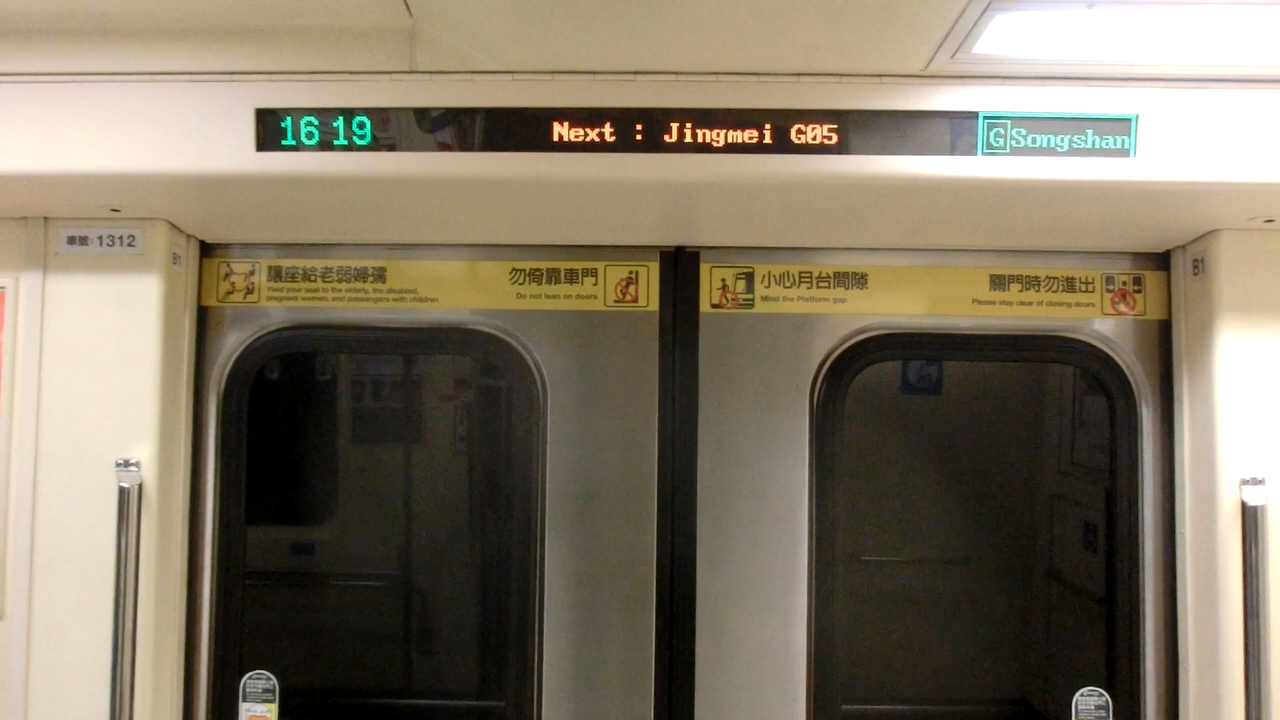 16 19
Next : Jingmei G05
G Songshan
車號:1312
B1
讓座給老弱婦孺
Yield your seat to the elderly, the disabled,
pregnant women, and passengers with children
勿倚靠車門
Do not lean on doors
小心月台間隙
Mind the Platform gap
關門時勿進出
Please stay clear of closing doors
B1